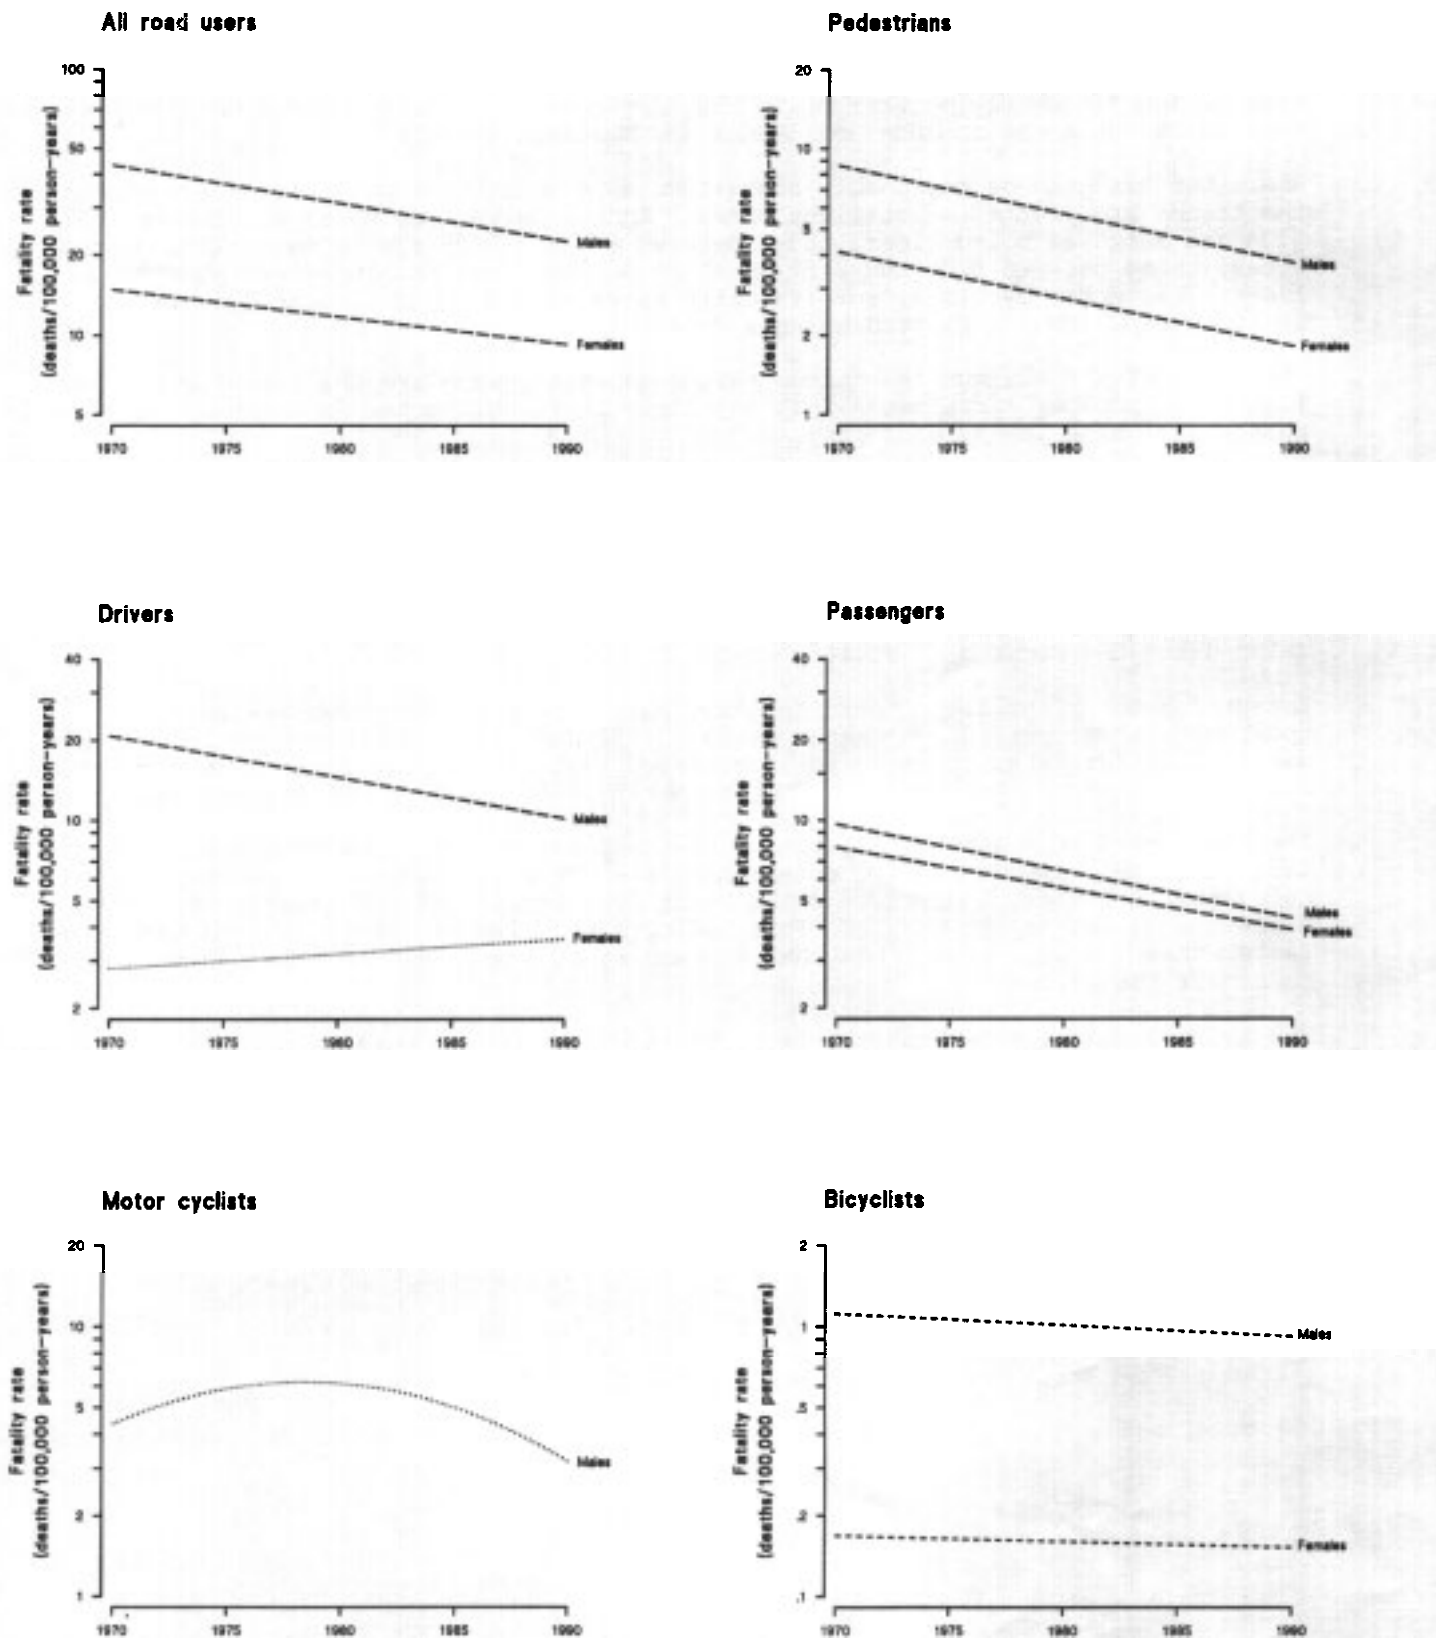 All road users
100
50
20
10
5
Fatality rate
(deaths/100,000 person-years)
Males
Females
1970 1975 1980 1985 1990
Pedestrians
20
10
5
2
1
Fatality rate
(deaths/100,000 person-years)
Males
Females
1970 1975 1980 1985 1990
Drivers
40
20
10
5
2
Fatality rate
(deaths/100,000 person-years)
Males
Females
1970 1975 1980 1985 1990
Passengers
40
20
10
5
2
Fatality rate
(deaths/100,000 person-years)
Males
Females
1970 1975 1980 1985 1990
Motor cyclists
20
10
5
2
1
Fatality rate
(deaths/100,000 person-years)
Males
1970 1975 1980 1985 1990
Bicyclists
2
1
.5
.2
.1
Fatality rate
(deaths/100,000 person-years)
Males
Females
1970 1975 1980 1985 1990